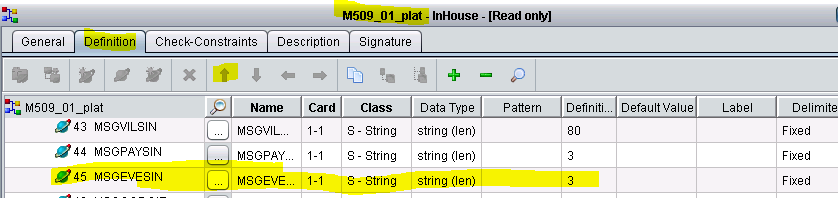 M509_01_plat - InHouse - [Read only]
General Definition Check-Constraints Description Signature
M509_01_plat Name Card Class Data Type Pattern Definiti... Default Value Label Delimite
43 MSGVILSIN ... MSGVIL... 1-1 S - String string (len) 80 Fixed
44 MSGPAYSIN ... MSGPAY... 1-1 S - String string (len) 3 Fixed
45 MSGEVESIN ... MSGEVE... 1-1 S - String string (len) 3 Fixed